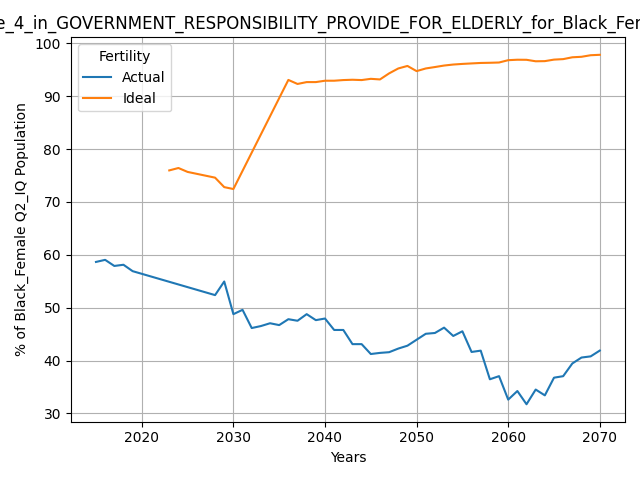 e_4_in_GOVERNMENT_RESPONSIBILITY_PROVIDE_FOR_ELDERLY_for_Black_Fe
Fertility
Actual
Ideal
% of Black_Female Q2_IQ Population
100
90
80
70
60
50
40
30
2020
2030
2040
2050
2060
2070
Years